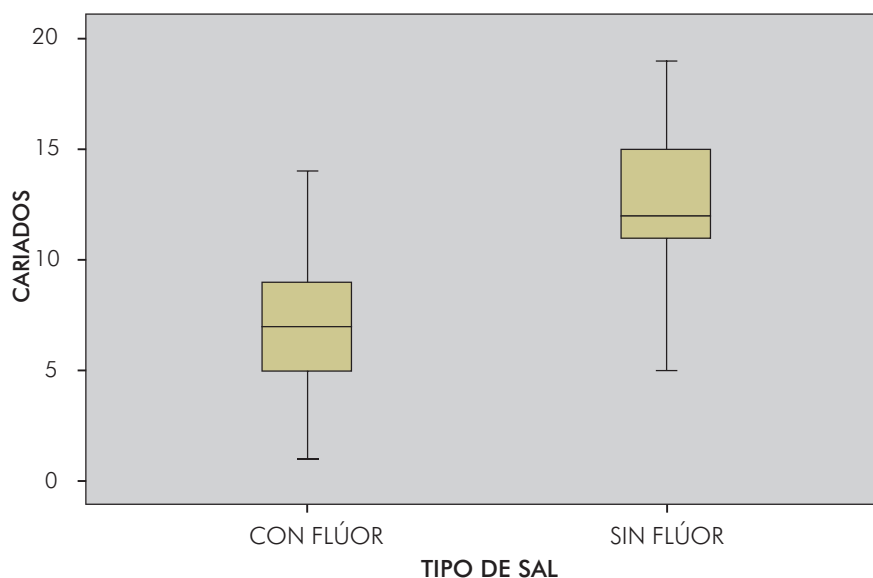 20
15
10
5
0
CARIADOS
CON FLÚOR
SIN FLÚOR
TIPO DE SAL